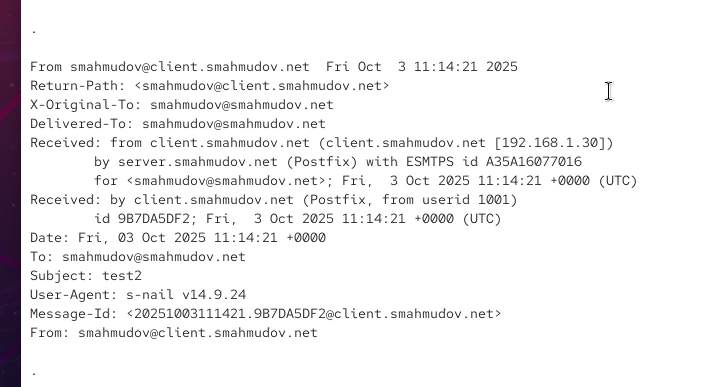 .
From smahmudov@client.smahmudov.net  Fri Oct  3 11:14:21 2025
Return-Path: <smahmudov@client.smahmudov.net>
X-Original-To: smahmudov@smahmudov.net
Delivered-To: smahmudov@smahmudov.net
Received: from client.smahmudov.net (client.smahmudov.net [192.168.1.30])
        by server.smahmudov.net (Postfix) with ESMTPS id A35A16077016
        for <smahmudov@smahmudov.net>; Fri,  3 Oct 2025 11:14:21 +0000 (UTC)
Received: by client.smahmudov.net (Postfix, from userid 1001)
        id 9B7DA5DF2; Fri,  3 Oct 2025 11:14:21 +0000 (UTC)
Date: Fri, 03 Oct 2025 11:14:21 +0000
To: smahmudov@smahmudov.net
Subject: test2
User-Agent: s-nail v14.9.24
Message-Id: <20251003111421.9B7DA5DF2@client.smahmudov.net>
From: smahmudov@client.smahmudov.net
.